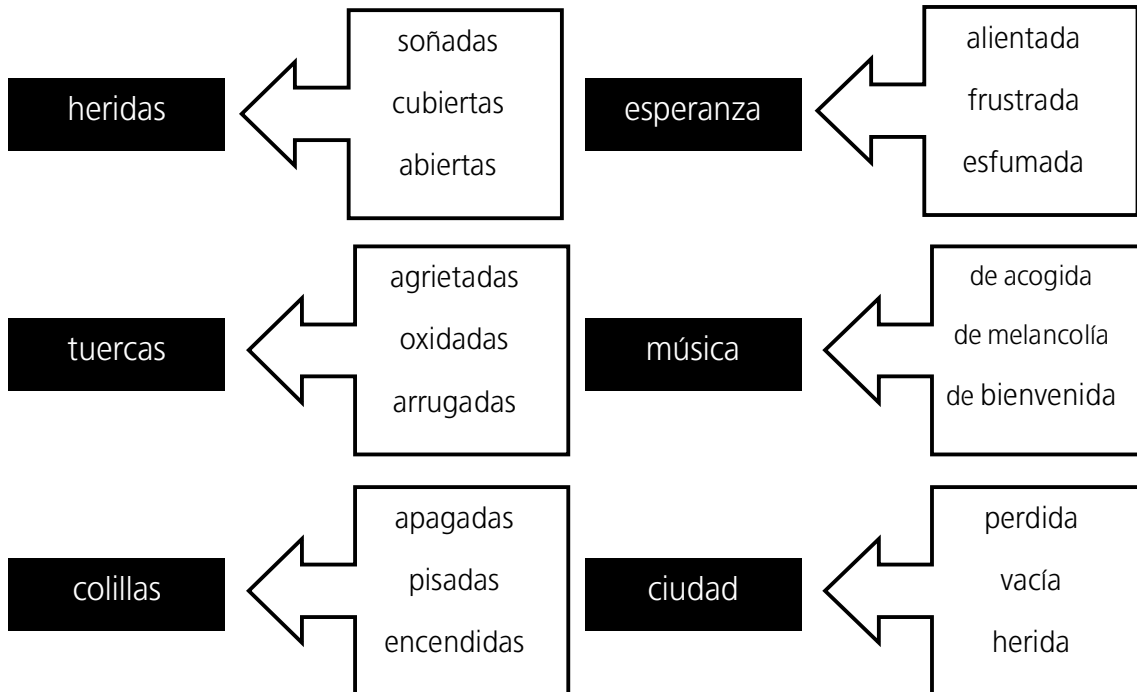 heridas
soñadas
cubiertas
abiertas
esperanza
alientada
frustrada
esfumada
tuercas
agrietadas
oxidadas
arrugadas
música
de acogida
de melancolía
de bienvenida
colillas
apagadas
pisadas
encendidas
ciudad
perdida
vacía
herida